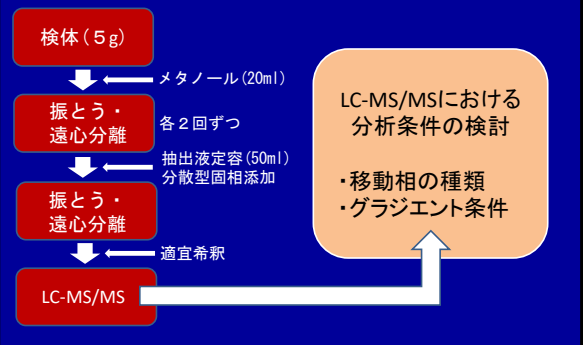 検体(５g)
メタノール(20ml)
振とう・
遠心分離
各２回ずつ
抽出液定容(50ml)
分散型固相添加
振とう・
遠心分離
適宜希釈
LC-MS/MS
LC-MS/MSにおける
分析条件の検討
・移動相の種類
・グラジエント条件